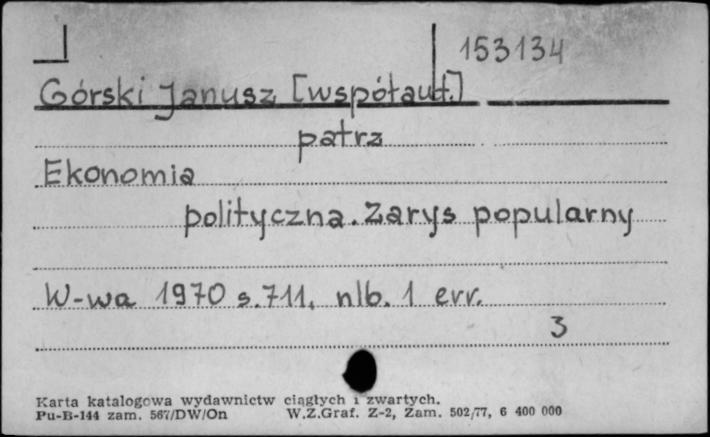 153134
Górski Janusz [współaut.]
patrz
Ekonomia
polityczna. Zarys popularny
W-wa 1970 s. 711, nlb. 1 err.
3
Karta katalogowa wydawnictw ciągłych i zwartych.
Pu-B-144 zam. 567/DW/On W.Z.Graf. Z-2, Zam. 502/77, 6 400 000